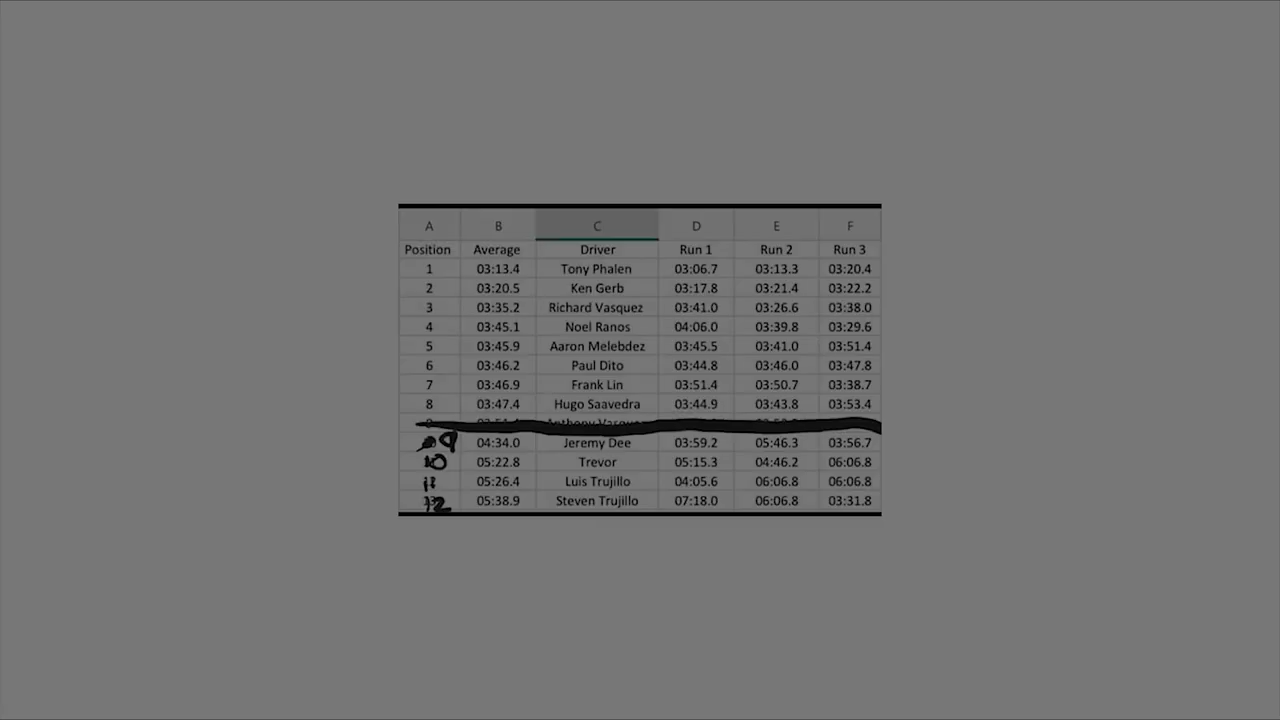 A B C D E F
Position Average Driver Run 1 Run 2 Run 3
1 03:13.4 Tony Phalen 03:06.7 03:13.3 03:20.4
2 03:20.5 Ken Gerb 03:17.8 03:21.4 03:22.2
3 03:35.2 Richard Vasquez 03:41.0 03:26.6 03:38.0
4 03:45.1 Noel Ranos 04:06.0 03:39.8 03:29.6
5 03:45.9 Aaron Melebdez 03:45.5 03:41.0 03:51.4
6 03:46.2 Paul Dito 03:44.8 03:46.0 03:47.8
7 03:46.9 Frank Lin 03:51.4 03:50.7 03:38.7
8 03:47.4 Hugo Saavedra 03:44.9 03:43.8 03:53.4
Anthony Vasquez
9 04:34.0 Jeremy Dee 03:59.2 05:46.3 03:56.7
10 05:22.8 Trevor 05:15.3 04:46.2 06:06.8
11 05:26.4 Luis Trujillo 04:05.6 06:06.8 06:06.8
12 05:38.9 Steven Trujillo 07:18.0 06:06.8 03:31.8